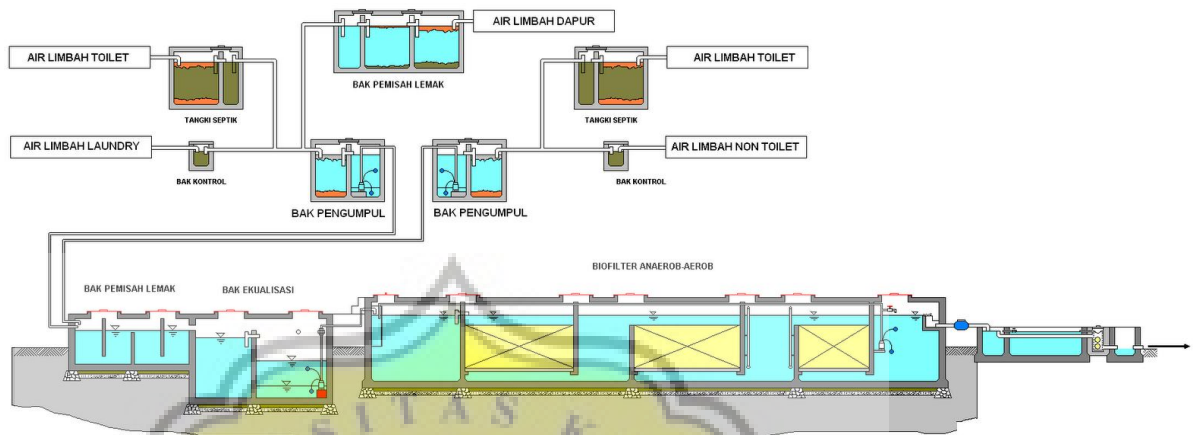 AIR LIMBAH DAPUR
AIR LIMBAH TOILET
AIR LIMBAH TOILET
BAK PEMISAH LEMAK
TANGKI SEPTIK
TANGKI SEPTIK
AIR LIMBAH LAUNDRY
AIR LIMBAH NON TOILET
BAK KONTROL
BAK KONTROL
BAK PENGUMPUL
BAK PENGUMPUL
BIOFILTER ANAEROB-AEROB
BAK PEMISAH LEMAK
BAK EKUALISASI
SITAS K